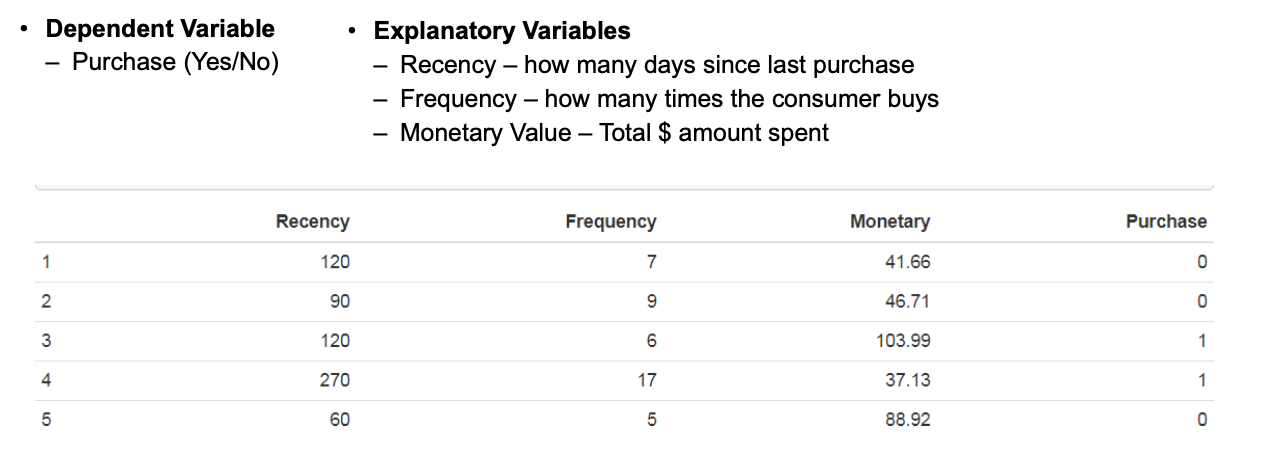 • Dependent Variable
– Purchase (Yes/No)
• Explanatory Variables
– Recency – how many days since last purchase
– Frequency – how many times the consumer buys
– Monetary Value – Total $ amount spent
Recency Frequency Monetary Purchase
1 120 7 41.66 0
2 90 9 46.71 0
3 120 6 103.99 1
4 270 17 37.13 1
5 60 5 88.92 0